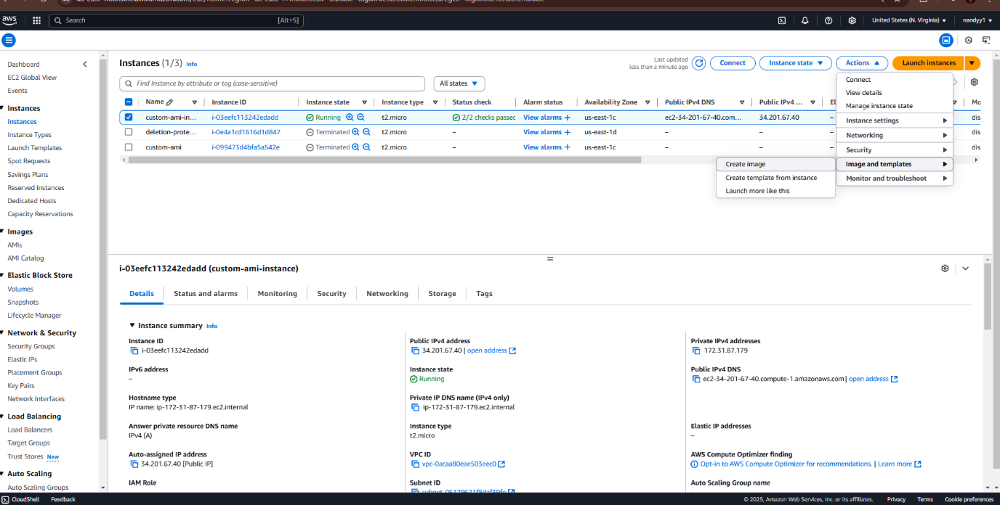 aws
Search
[Alt+S]
United States (N. Virginia)
nandyy1
Dashboard
EC2 Global View
Events
Instances
Instances
Instance Types
Launch Templates
Spot Requests
Savings Plans
Reserved Instances
Dedicated Hosts
Capacity Reservations
Images
AMIs
AMI Catalog
Elastic Block Store
Volumes
Snapshots
Lifecycle Manager
Network & Security
Security Groups
Elastic IPs
Placement Groups
Key Pairs
Network Interfaces
Load Balancing
Load Balancers
Target Groups
Trust Stores New
Auto Scaling
Auto Scaling Groups
Instances (1/3) Info
Last updated
less than a minute ago
Connect
Instance state
Actions
Launch instances
Find Instance by attribute or tag (case-sensitive)
All states
Name Instance ID Instance state Instance type Status check Alarm status Availability Zone Public IPv4 DNS Public IPv4 ... El Mo
custom-ami-in... i-03eefc113242edadd Running t2.micro 2/2 checks passec View alarms + us-east-1c ec2-34-201-67-40.com... 34.201.67.40 dis
deletion-prote... i-0e4a1cd1616d1d847 Terminated t2.micro – View alarms + us-east-1d – – dis
custom-ami i-099473d4bfa5a542e Terminated t2.micro – View alarms + us-east-1c – – dis
Connect
View details
Manage instance state
Instance settings
Networking
Security
Image and templates
Monitor and troubleshoot
Create image
Create template from instance
Launch more like this
i-03eefc113242edadd (custom-ami-instance)
Details
Status and alarms
Monitoring
Security
Networking
Storage
Tags
Instance summary Info
Instance ID
i-03eefc113242edadd
IPv6 address
–
Hostname type
IP name: ip-172-31-87-179.ec2.internal
Answer private resource DNS name
IPv4 (A)
Auto-assigned IP address
34.201.67.40 [Public IP]
IAM Role
Public IPv4 address
34.201.67.40 | open address
Instance state
Running
Private IP DNS name (IPv4 only)
ip-172-31-87-179.ec2.internal
Instance type
t2.micro
VPC ID
vpc-0acaa80eae503eec0
Subnet ID
Private IPv4 addresses
172.31.87.179
Public IPv4 DNS
ec2-34-201-67-40.compute-1.amazonaws.com | open address
Elastic IP addresses
–
AWS Compute Optimizer finding
Opt-in to AWS Compute Optimizer for recommendations. | Learn more
Auto Scaling Group name
CloudShell
Feedback
© 2025, Amazon Web Services, Inc. or its affiliates.
Privacy
Terms
Cookie preferences